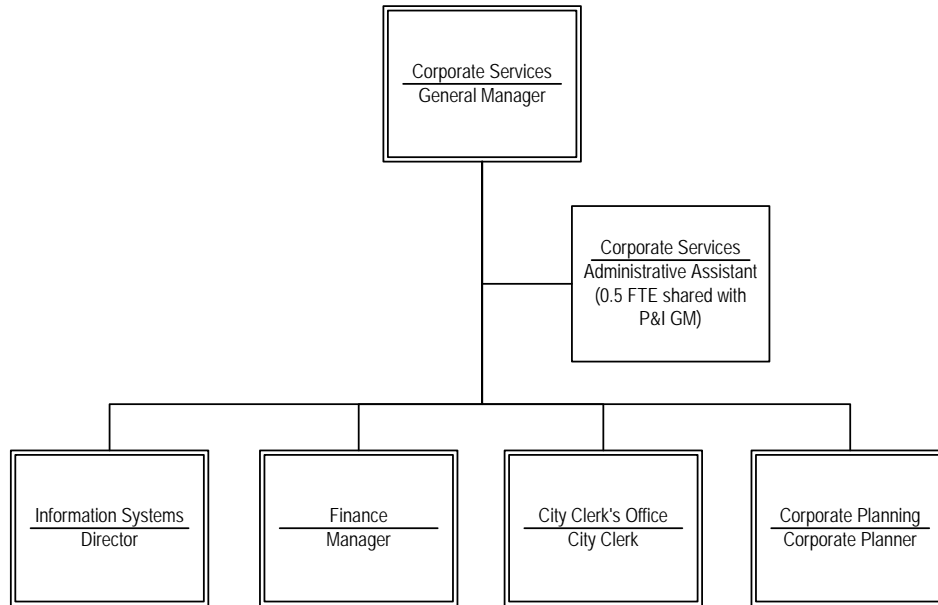 Corporate Services
General Manager
Corporate Services
Administrative Assistant
(0.5 FTE shared with
P&I GM)
Information Systems
Director
Finance
Manager
City Clerk's Office
City Clerk
Corporate Planning
Corporate Planner